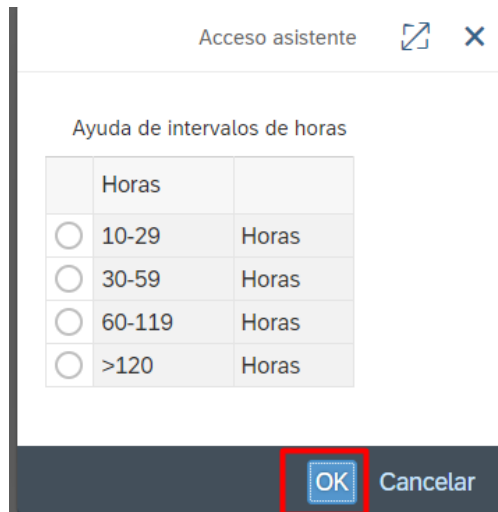 Acceso asistente
Ayuda de intervalos de horas
Horas
10-29 Horas
30-59 Horas
60-119 Horas
>120 Horas
OK Cancelar